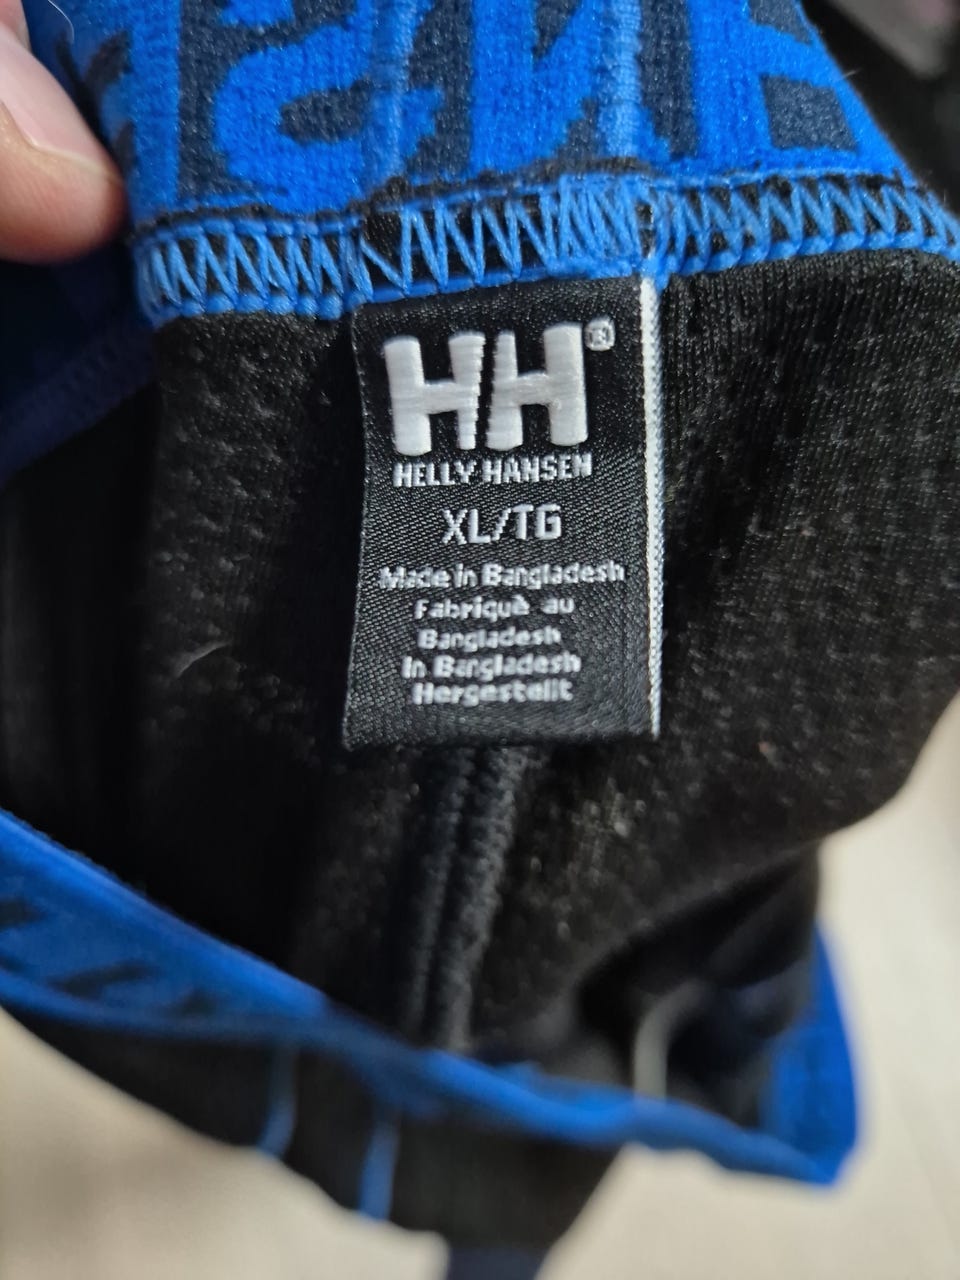 HH®
HELLY HANSEN
XL/TG
Made in Bangladesh
Fabriquè au
Bangladesh
In Bangladesh
Hergestellt